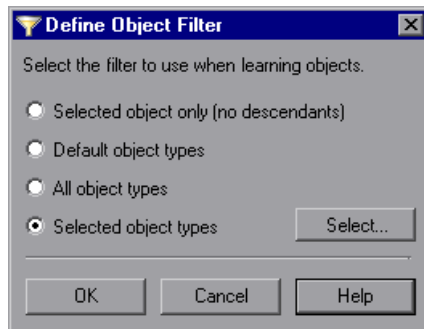 Define Object Filter
Select the filter to use when learning objects.
Selected object only (no descendants)
Default object types
All object types
Selected object types
Select...
OK
Cancel
Help